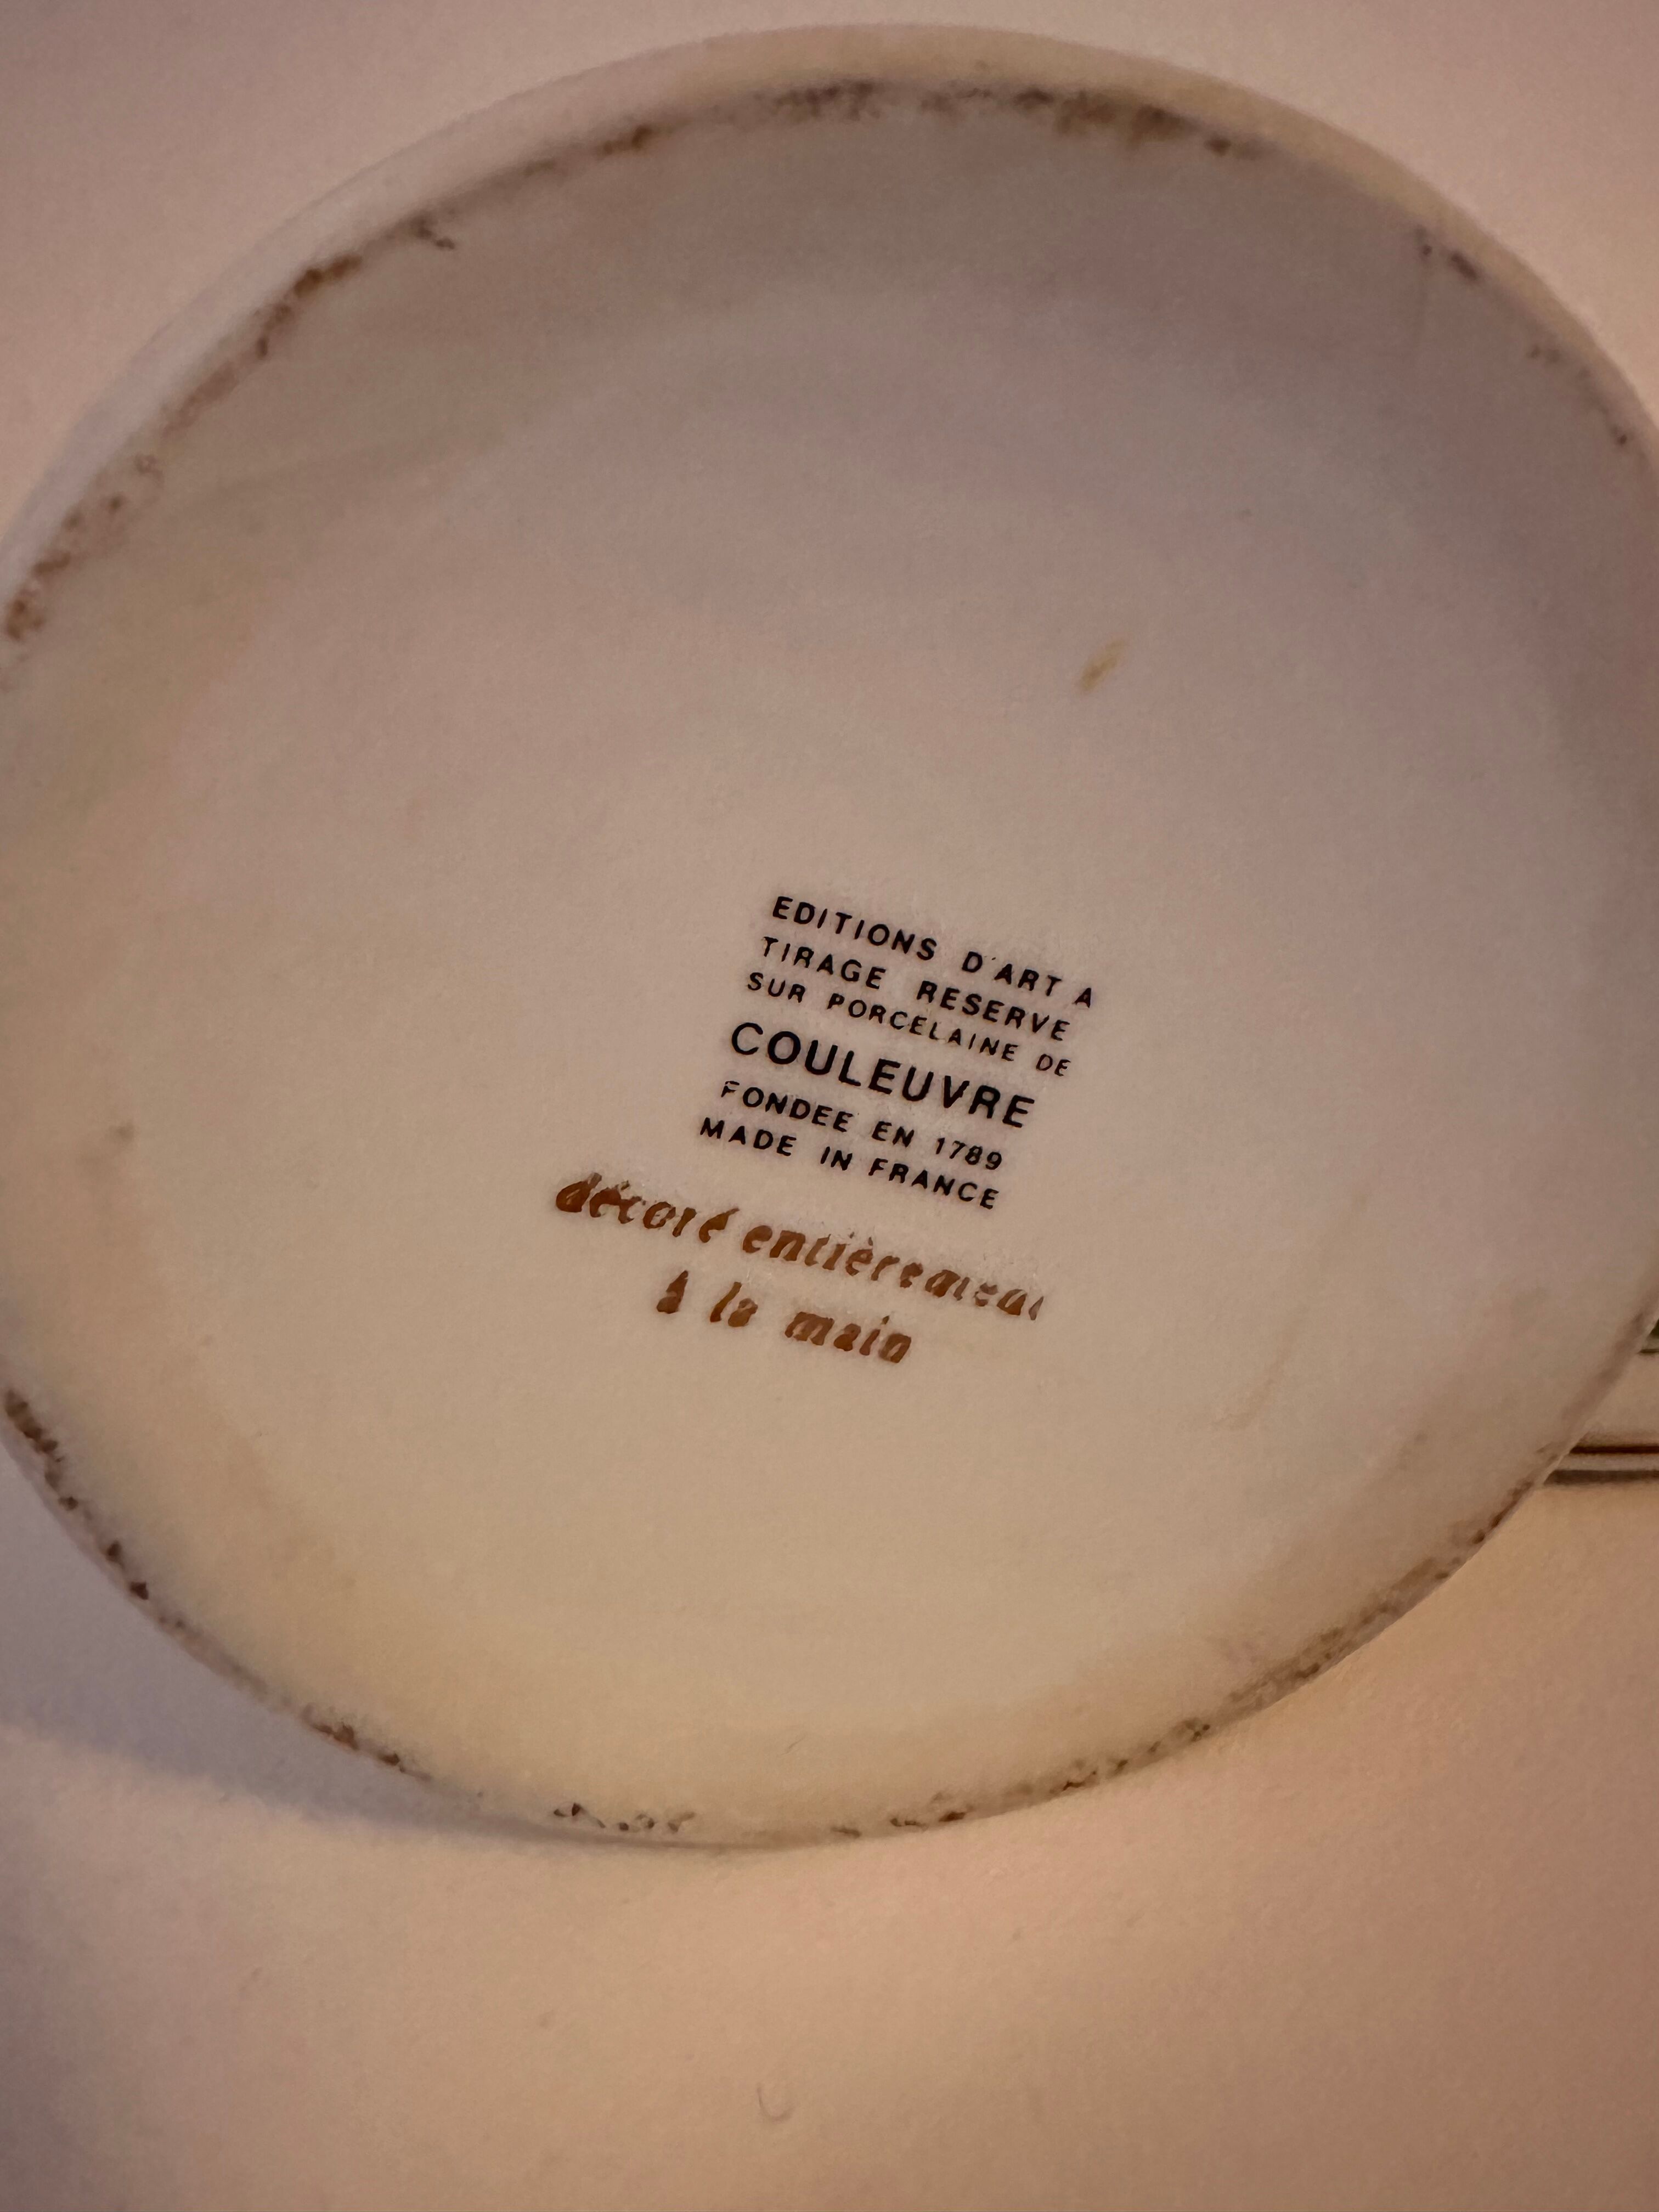 EDITIONS D'ART A
TIRAGE RESERVE
SUR PORCELAINE DE
COULEUVRE
FONDEE EN 1789
MADE IN FRANCE
décoré entièrement
à la main